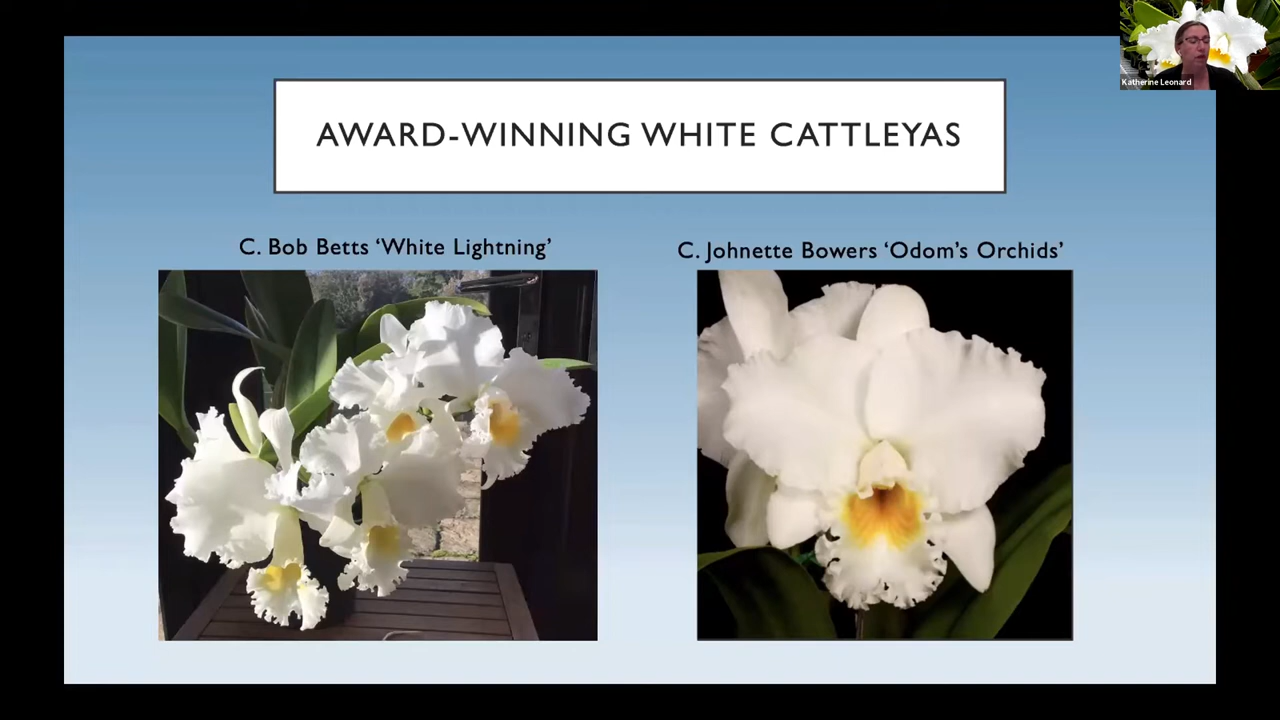 Katherine Leonard
AWARD-WINNING WHITE CATTLEYAS
C. Bob Betts ‘White Lightning’
C. Johnette Bowers ‘Odom’s Orchids’